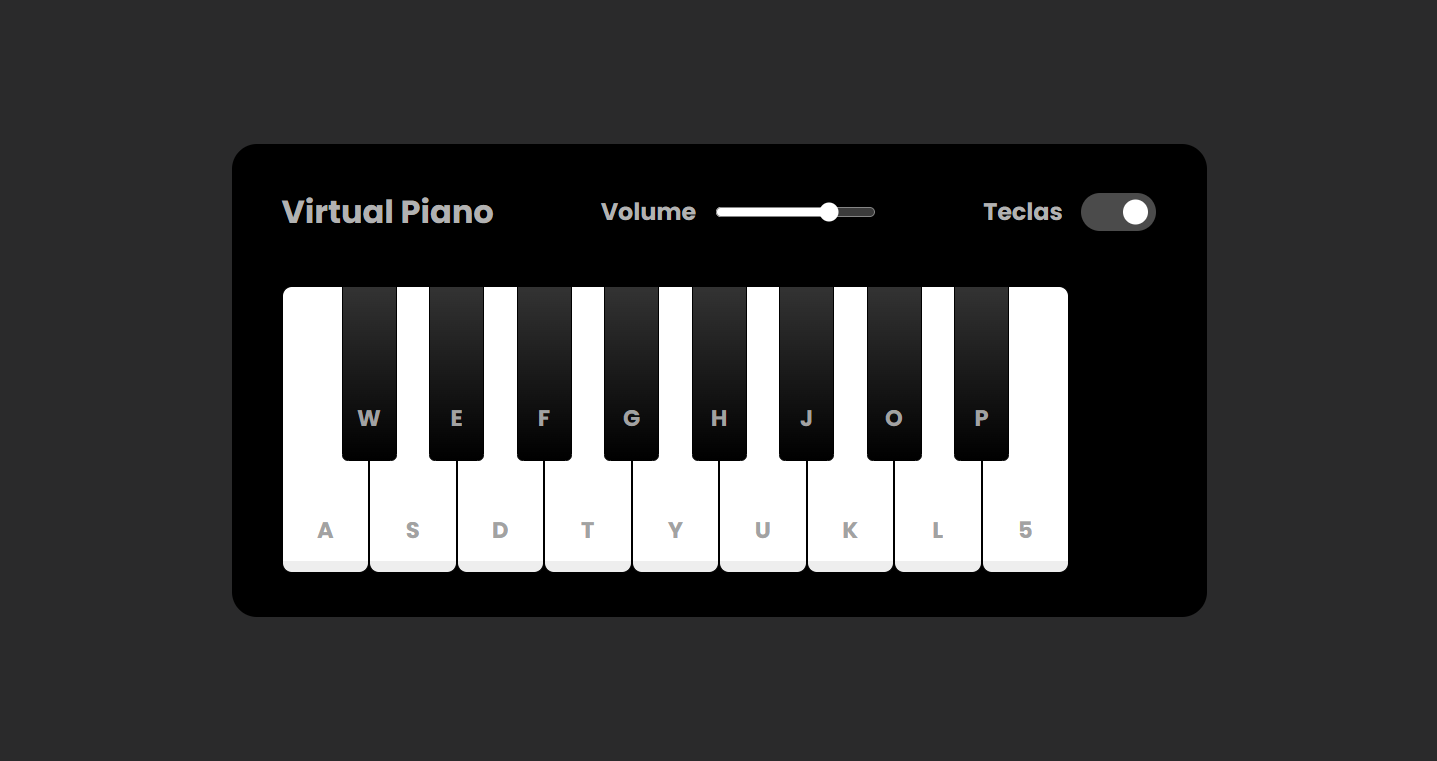 Virtual Piano
Volume
Teclas
W E F G H J O P
A S D T Y U K L 5